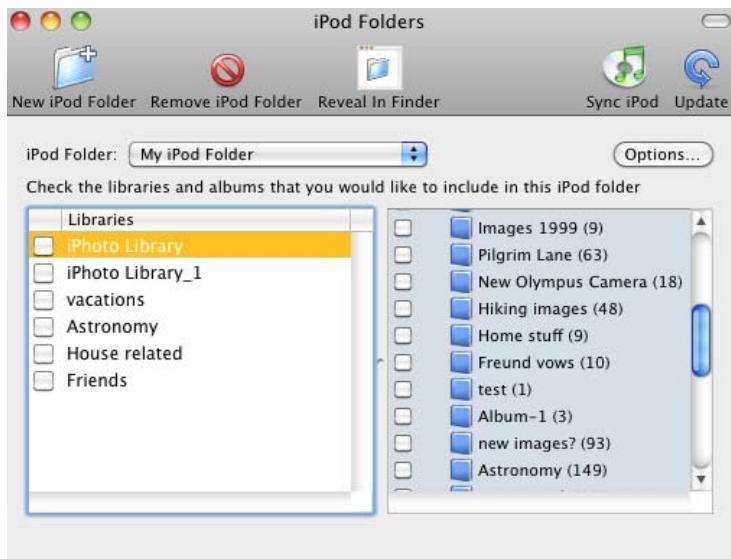 iPod Folders
New iPod Folder Remove iPod Folder Reveal In Finder Sync iPod Update
iPod Folder: My iPod Folder Options...
Check the libraries and albums that you would like to include in this iPod folder
Libraries
iPhoto Library
iPhoto Library_1
vacations
Astronomy
House related
Friends
Images 1999 (9)
Pilgrim Lane (63)
New Olympus Camera (18)
Hiking images (48)
Home stuff (9)
Freund vows (10)
test (1)
Album-1 (3)
new images? (93)
Astronomy (149)